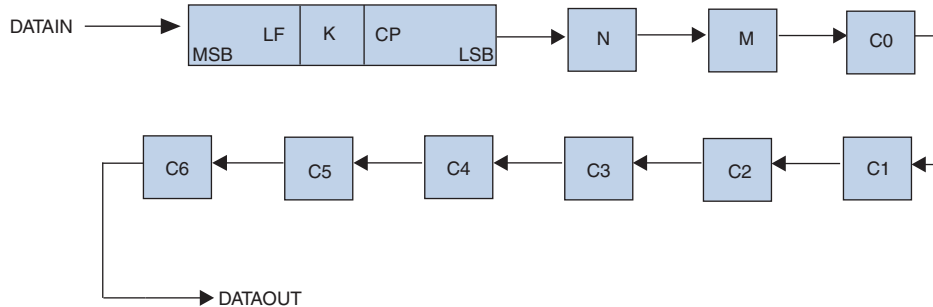 DATAIN
LF K CP
MSB LSB
N
M
C0
C6
C5
C4
C3
C2
C1
DATAOUT